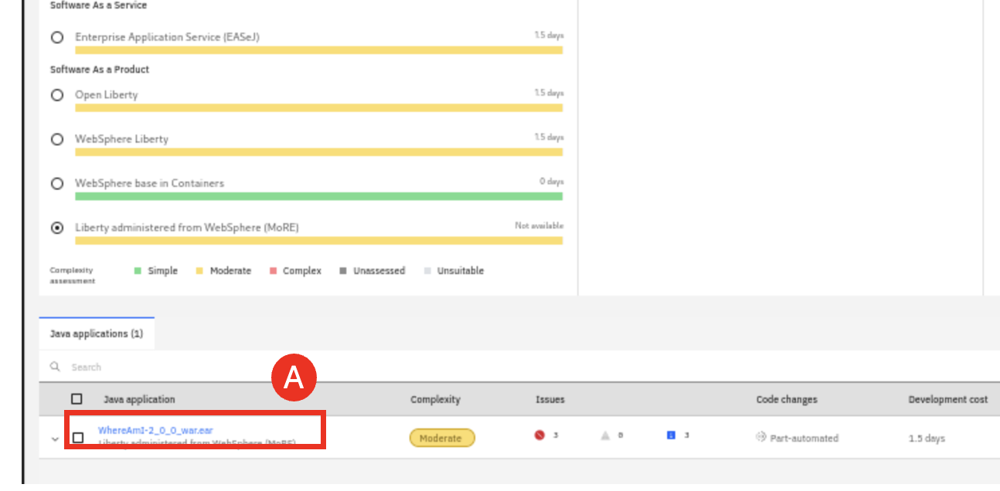 Software As a Service
Enterprise Application Service (EASeJ) 1.5 days
Software As a Product
Open Liberty 1.5 days
WebSphere Liberty 1.5 days
WebSphere base in Containers 0 days
Liberty administered from WebSphere (MoRE) Not available
Complexity assessment Simple Moderate Complex Unassessed Unsuitable
Java applications (1)
Search
A
Java application Complexity Issues Code changes Development cost
WhereAmI-2_0_0_war.ear
Liberty administered from WebSphere (MoRE)
Moderate 3 0 3 Part-automated 1.5 days